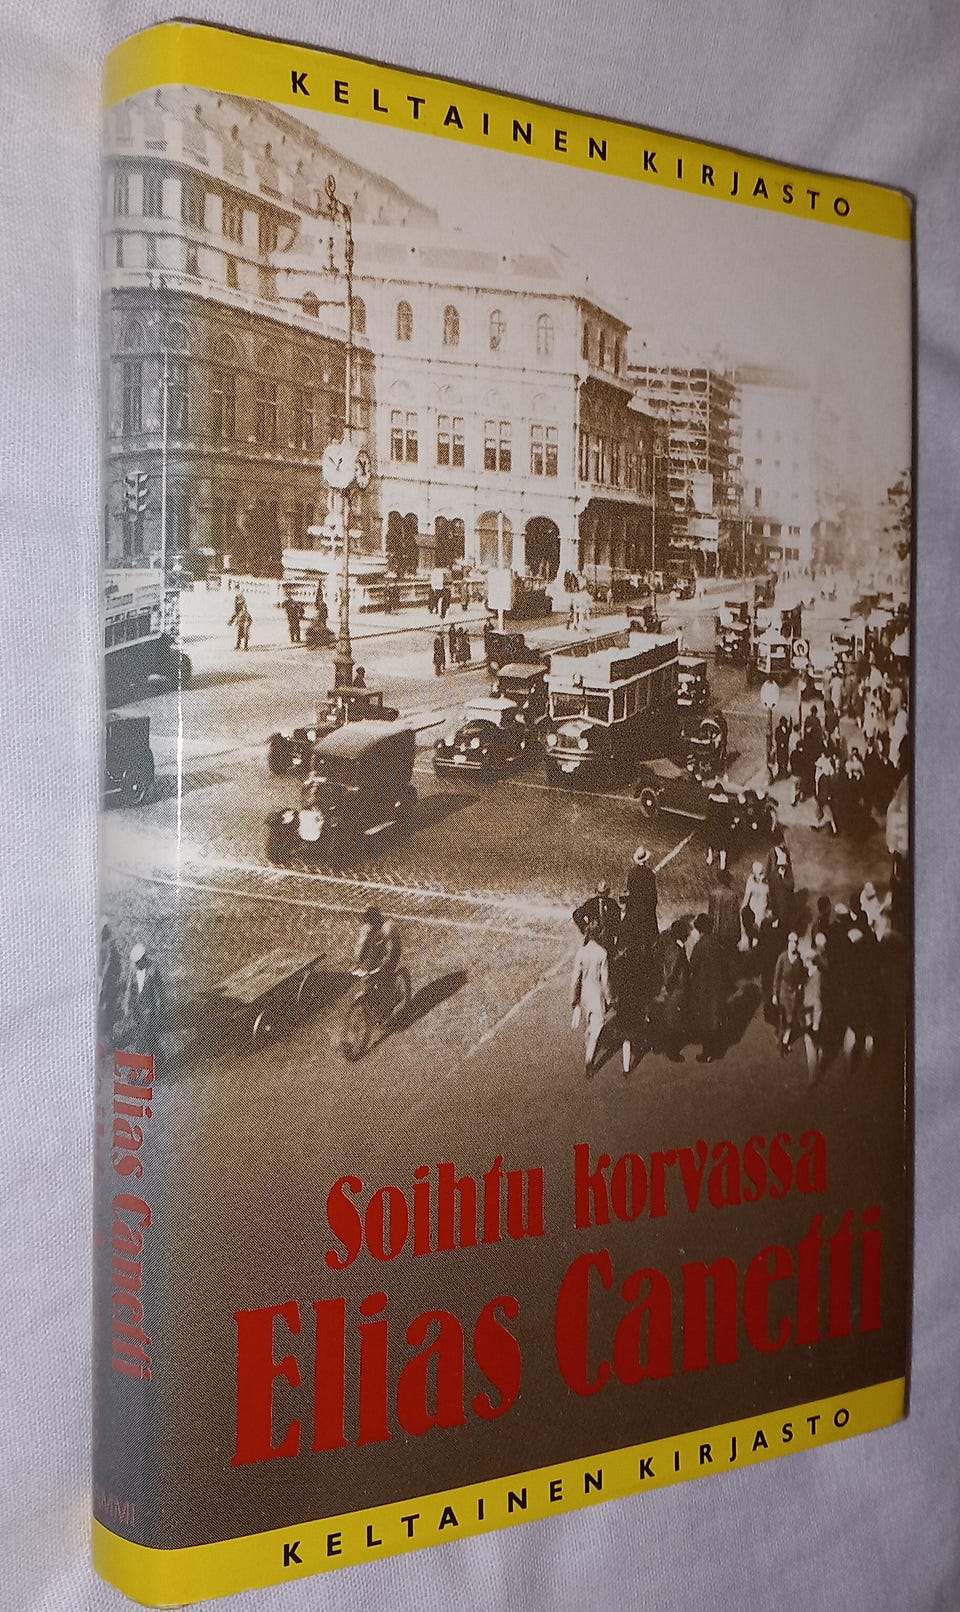 KELTAINEN KIRJASTO
Soihtu korvassa
Elias Canetti
KELTAINEN KIRJASTO
Elias Canetti